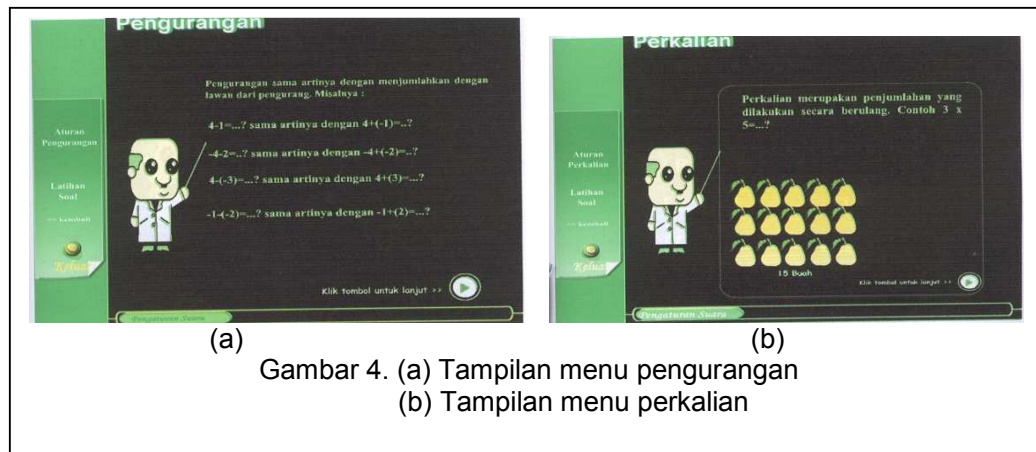 Pengurangan
Pengurangan sama artinya dengan menjumlahkan dengan
lawan dari pengurang. Misalnya :
4-1=...? sama artinya dengan 4+(-1)=..?
-4-2=..? sama artinya dengan -4+(-2)=..?
4-(-3)=...? sama artinya dengan 4+(3)=...?
-1-(-2)=...? sama artinya dengan -1+(2)=...?
Aturan
Pengurangan
Latihan
Soal
<< kembali
Keluar
Klik tombol untuk lanjut >>
Pengaturan Suara
Perkalian
Perkalian merupakan penjumlahan yang
dilakukan secara berulang. Contoh 3 x
5=...?
Aturan
Perkalian
Latihan
Soal
<< kembali
Keluar
15 Buah
Klik tombol untuk lanjut >>
Pengaturan Suara
(a)
(b)
Gambar 4. (a) Tampilan menu pengurangan
(b) Tampilan menu perkalian